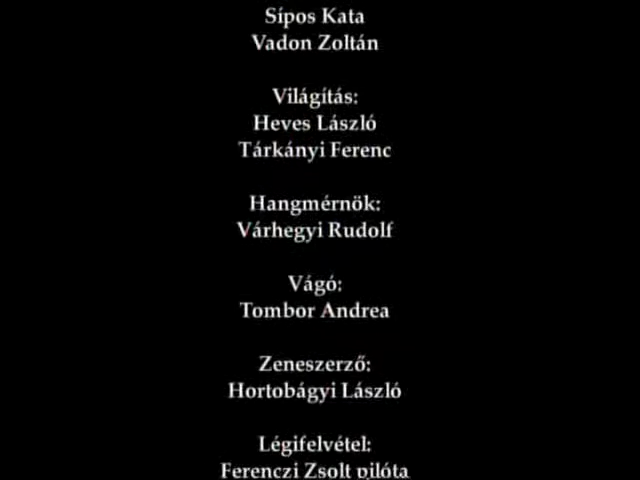 Sípos Kata
Vadon Zoltán
Világítás:
Heves László
Tárkányi Ferenc
Hangmérnök:
Várhegyi Rudolf
Vágó:
Tombor Andrea
Zeneszerző:
Hortobágyi László
Légifelvétel:
Ferenczi Zsolt pilóta